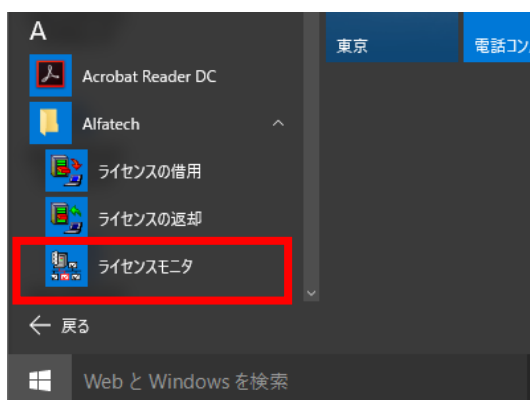 A
Acrobat Reader DC
Alfatech
ライセンスの借用
ライセンスの返却
ライセンスモニタ
戻る
Web と Windows を検索
東京
電話コン